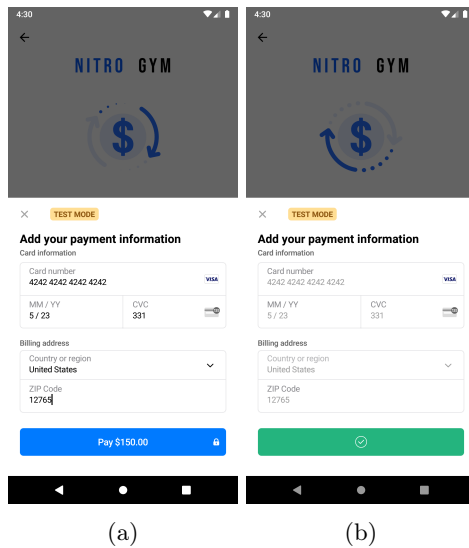 4:30
NITRO GYM
$
TEST MODE
Add your payment information
Card information
Card number
4242 4242 4242 4242
VISA
MM / YY
CVC
5 / 23
331
Billing address
Country or region
United States
ZIP Code
12765
Pay $150.00
(a)
4:30
NITRO GYM
$
TEST MODE
Add your payment information
Card information
Card number
4242 4242 4242 4242
VISA
MM / YY
CVC
5 / 23
331
Billing address
Country or region
United States
ZIP Code
12765
(b)